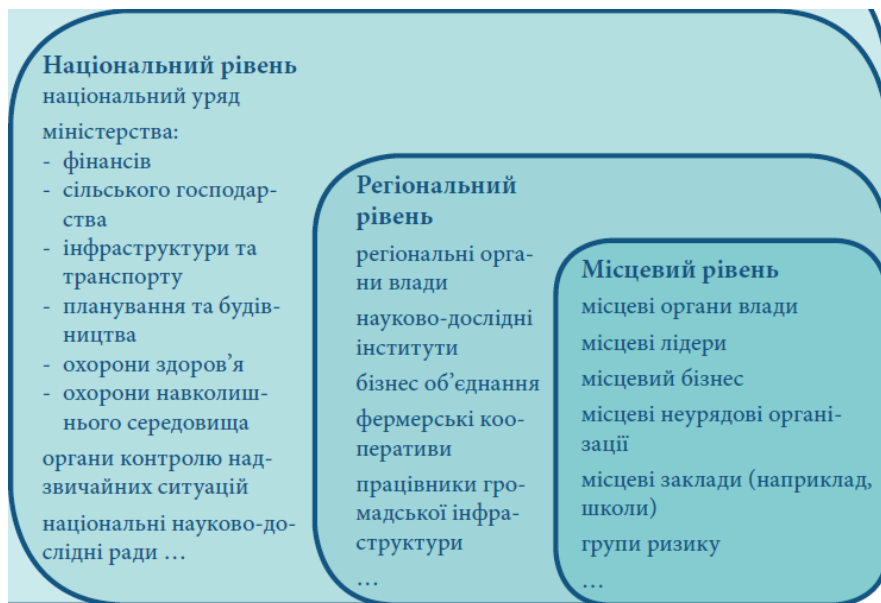 Національний рівень
національний уряд
міністерства:
- фінансів
- сільського господар-
ства
- інфраструктури та
транспорту
- планування та будів-
ництва
- охорони здоров’я
- охорони навколиш-
нього середовища
органи контролю над-
звичайних ситуацій
національні науково-до-
слідні ради …
Регіональний
рівень
регіональні орга-
ни влади
науково-дослідні
інститути
бізнес об’єднання
фермерські коо-
перативи
працівники гро-
мадської інфра-
структури
…
Місцевий рівень
місцеві органи влади
місцеві лідери
місцевий бізнес
місцеві неурядові органі-
зації
місцеві заклади (наприклад,
школи)
групи ризику
…